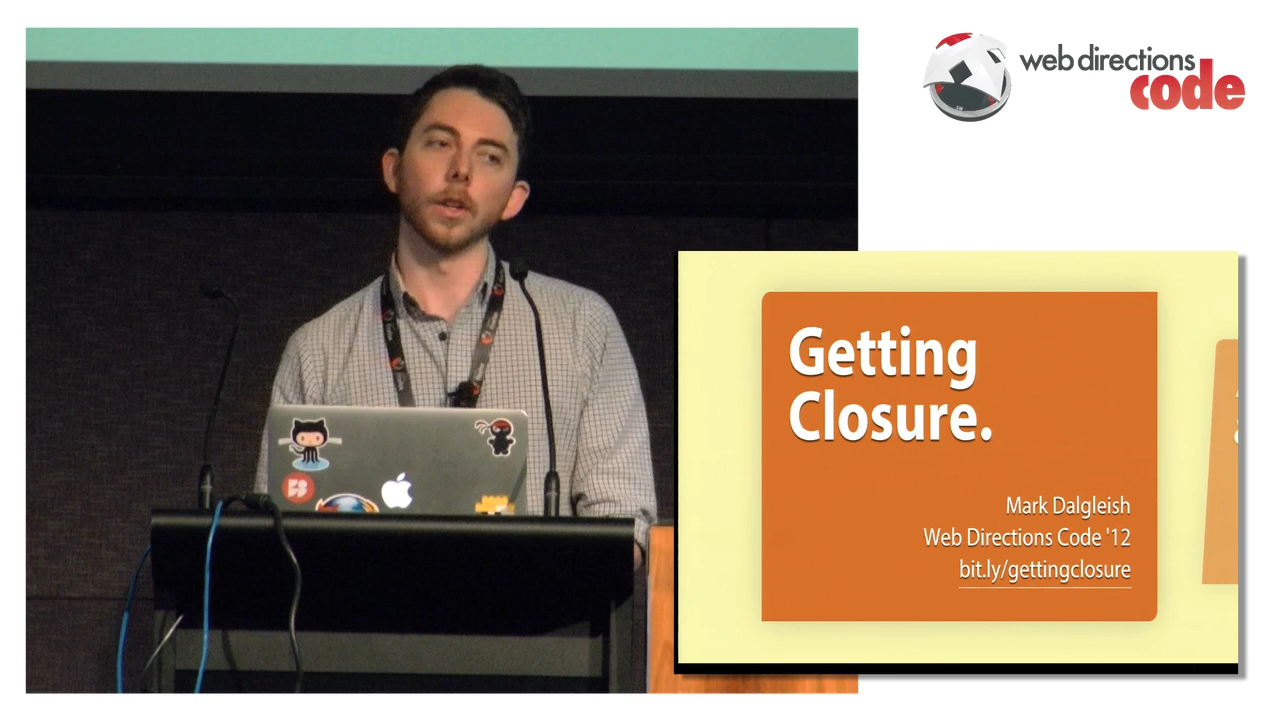 web directions
code
Getting
Closure.
Mark Dalgleish
Web Directions Code '12
bit.ly/gettingclosure